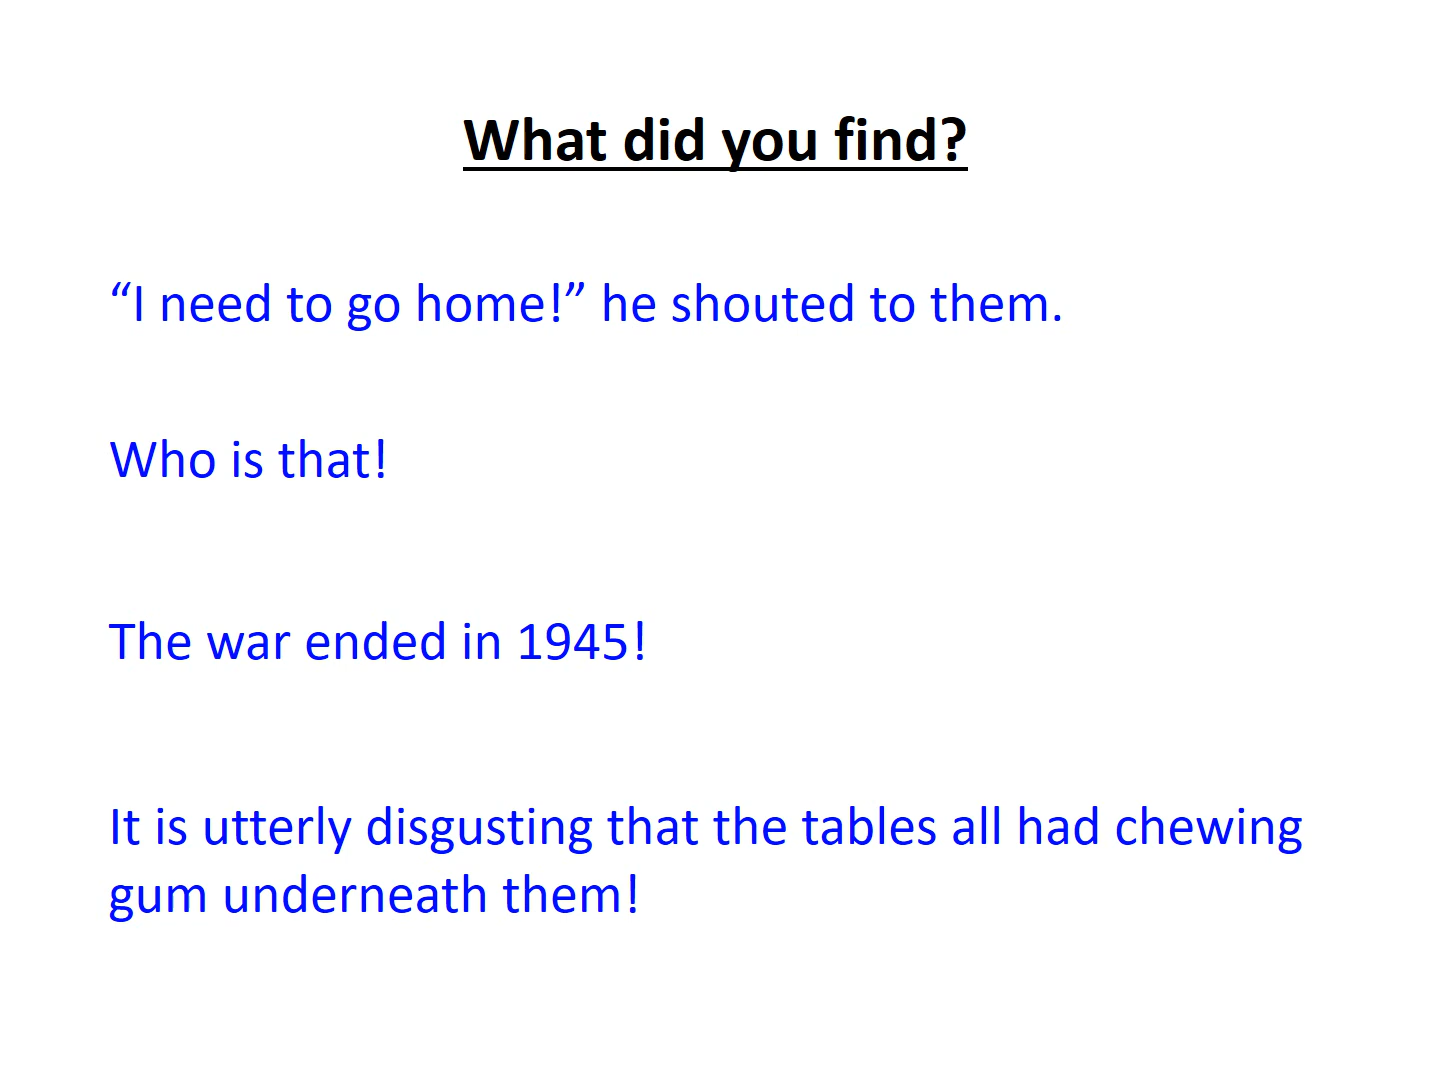 What did you find?
“I need to go home!” he shouted to them.
Who is that!
The war ended in 1945!
It is utterly disgusting that the tables all had chewing
gum underneath them!